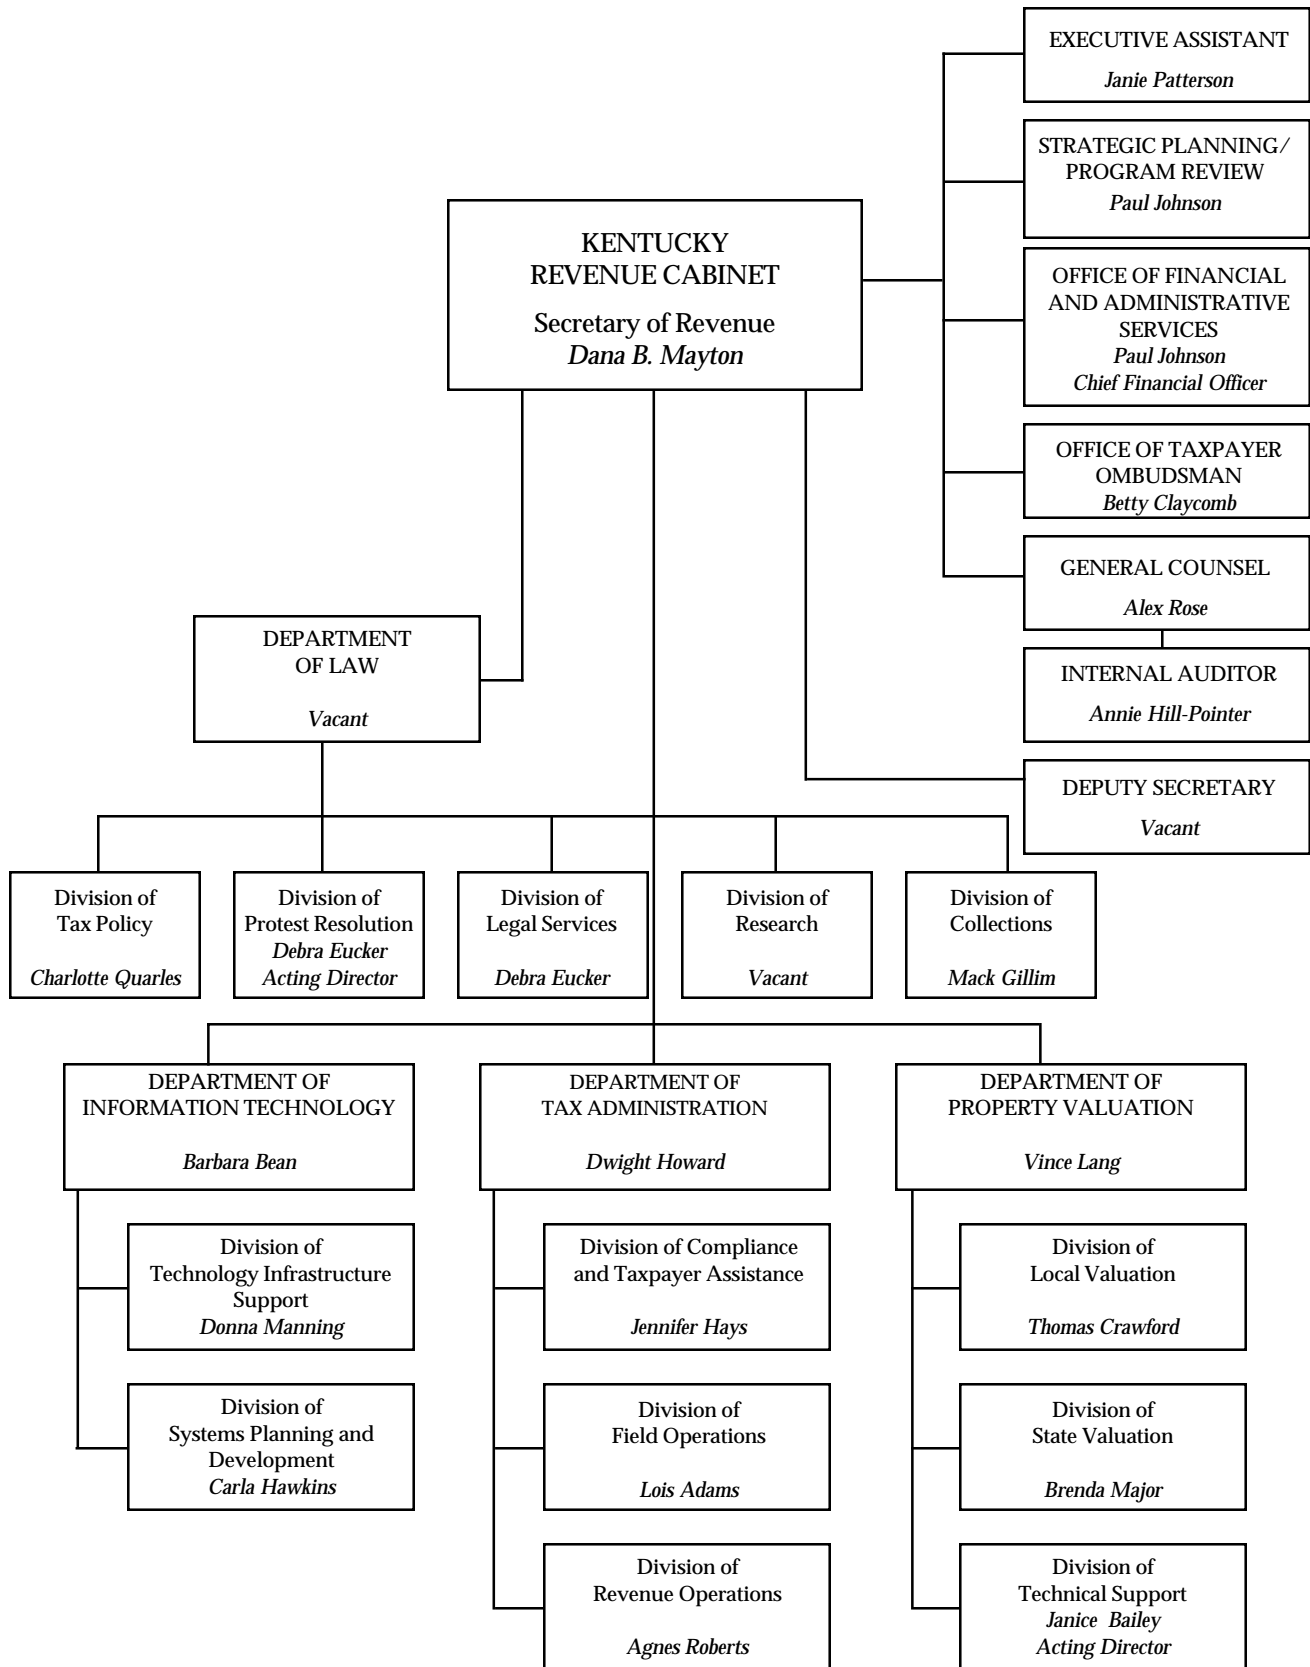 EXECUTIVE ASSISTANT
Janie Patterson
STRATEGIC PLANNING/
PROGRAM REVIEW
Paul Johnson
KENTUCKY
REVENUE CABINET
Secretary of Revenue
Dana B. Mayton
OFFICE OF FINANCIAL
AND ADMINISTRATIVE
SERVICES
Paul Johnson
Chief Financial Officer
OFFICE OF TAXPAYER
OMBUDSMAN
Betty Claycomb
GENERAL COUNSEL
Alex Rose
DEPARTMENT
OF LAW
Vacant
INTERNAL AUDITOR
Annie Hill-Pointer
DEPUTY SECRETARY
Vacant
Division of
Tax Policy
Charlotte Quarles
Division of
Protest Resolution
Debra Eucker
Acting Director
Division of
Legal Services
Debra Eucker
Division of
Research
Vacant
Division of
Collections
Mack Gillim
DEPARTMENT OF
INFORMATION TECHNOLOGY
Barbara Bean
DEPARTMENT OF
TAX ADMINISTRATION
Dwight Howard
DEPARTMENT OF
PROPERTY VALUATION
Vince Lang
Division of
Technology Infrastructure
Support
Donna Manning
Division of Compliance
and Taxpayer Assistance
Jennifer Hays
Division of
Local Valuation
Thomas Crawford
Division of
Systems Planning and
Development
Carla Hawkins
Division of
Field Operations
Lois Adams
Division of
State Valuation
Brenda Major
Division of
Revenue Operations
Agnes Roberts
Division of
Technical Support
Janice Bailey
Acting Director